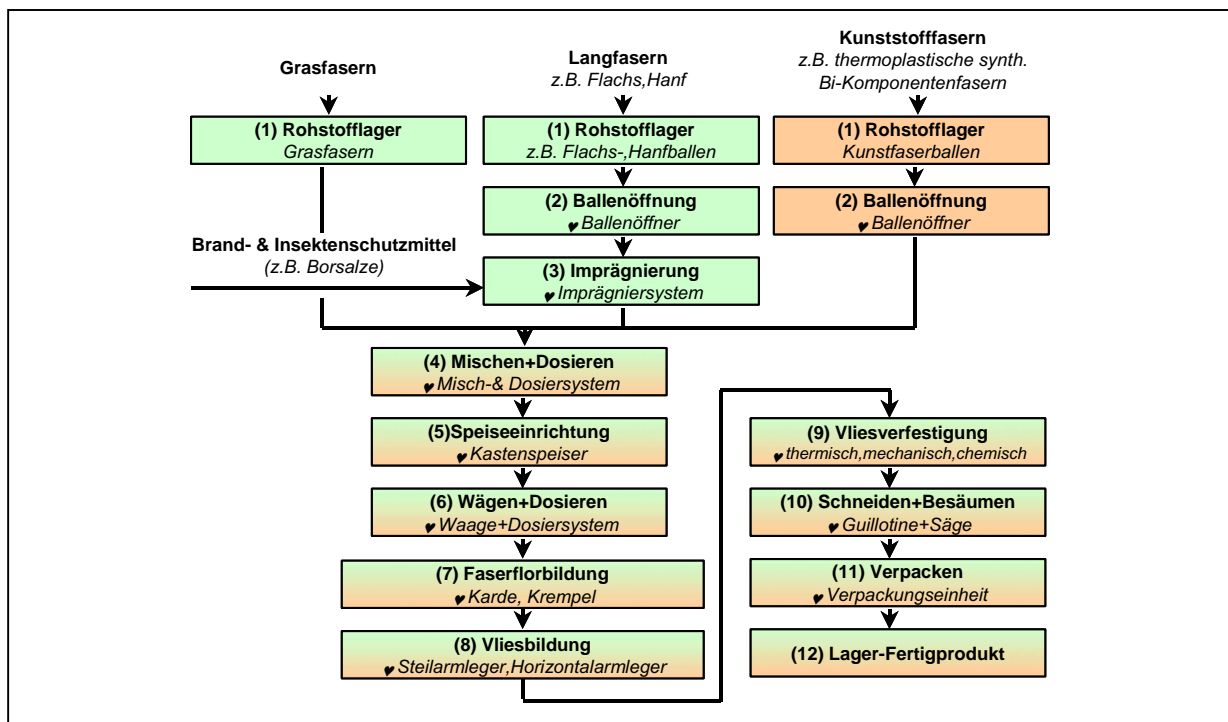 Grasfasern
Langfasern
z.B. Flachs,Hanf
Kunststofffasern
z.B. thermoplastische synth.
Bi-Komponentenfasern
(1) Rohstofflager
Grasfasern
(1) Rohstofflager
z.B. Flachs-,Hanfballen
(1) Rohstofflager
Kunstfaserballen
(2) Ballenöffnung
♥ Ballenöffner
(2) Ballenöffnung
♥ Ballenöffner
Brand- & Insektenschutzmittel
(z.B. Borsalze)
(3) Imprägnierung
♥ Imprägniersystem
(4) Mischen+Dosieren
♥ Misch-& Dosiersystem
(5)Speiseeinrichtung
♥ Kastenspeiser
(6) Wägen+Dosieren
♥ Waage+Dosiersystem
(7) Faserflorbildung
♥ Karde, Krempel
(8) Vliesbildung
♥ Steilarmleger,Horizontalarmleger
(9) Vliesverfestigung
♥ thermisch,mechanisch,chemisch
(10) Schneiden+Besäumen
♥ Guillotine+Säge
(11) Verpacken
♥ Verpackungseinheit
(12) Lager-Fertigprodukt